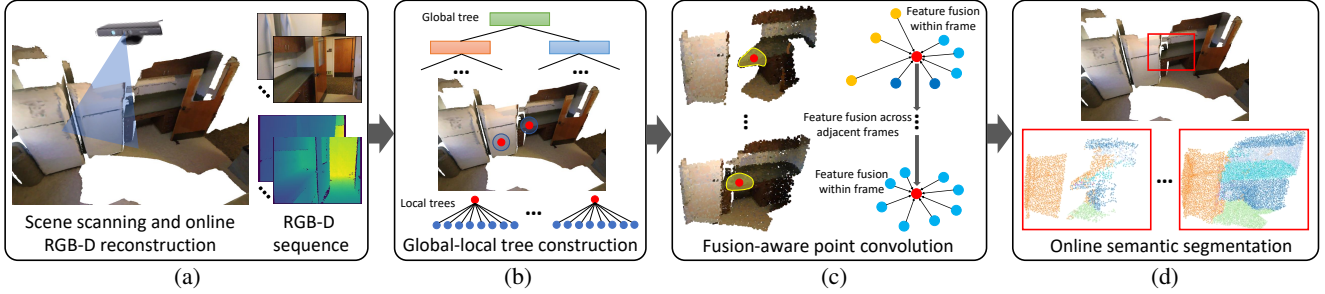 Scene scanning and online
RGB-D reconstruction
RGB-D
sequence
(a)
Global tree
...
...
Local trees
...
Global-local tree construction
(b)
Feature fusion
within frame
...
Feature fusion across
adjacent frames
Feature fusion
within frame
Fusion-aware point convolution
(c)
...
Online semantic segmentation
(d)